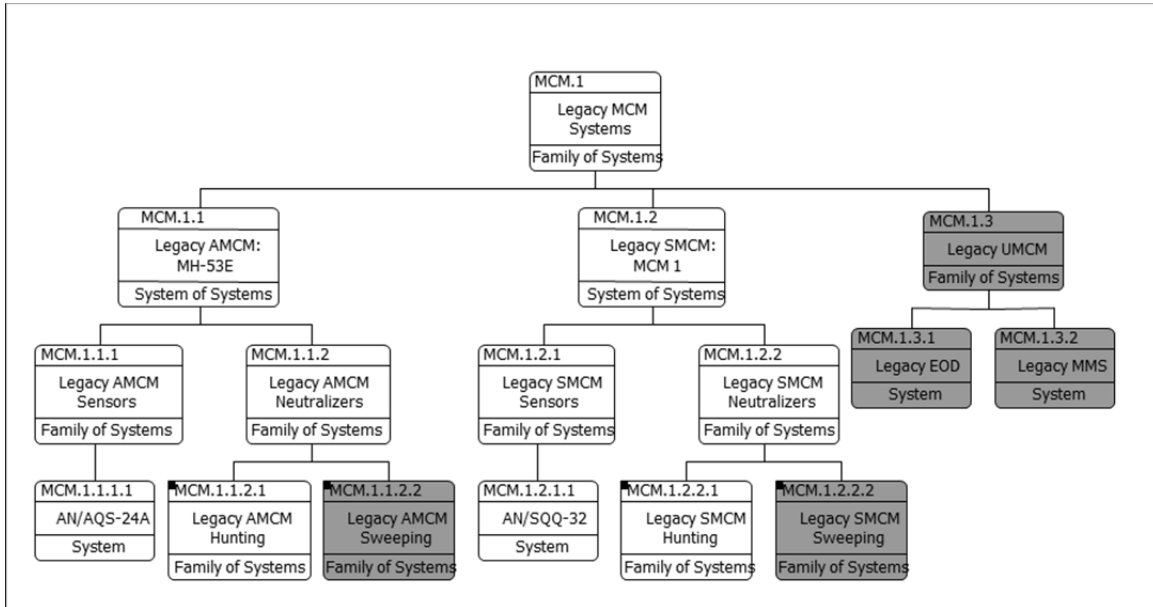 MCM.1
Legacy MCM
Systems
Family of Systems
MCM.1.1
Legacy AMCM:
MH-53E
System of Systems
MCM.1.2
Legacy SMCM:
MCM 1
System of Systems
MCM.1.3
Legacy UMCM
Family of Systems
MCM.1.1.1
Legacy AMCM
Sensors
Family of Systems
MCM.1.1.2
Legacy AMCM
Neutralizers
Family of Systems
MCM.1.2.1
Legacy SMCM
Sensors
Family of Systems
MCM.1.2.2
Legacy SMCM
Neutralizers
Family of Systems
MCM.1.3.1
Legacy EOD
System
MCM.1.3.2
Legacy MMS
System
MCM.1.1.1.1
AN/AQS-24A
System
MCM.1.1.2.1
Legacy AMCM
Hunting
Family of Systems
MCM.1.1.2.2
Legacy AMCM
Sweeping
Family of Systems
MCM.1.2.1.1
AN/SQQ-32
System
MCM.1.2.2.1
Legacy SMCM
Hunting
Family of Systems
MCM.1.2.2.2
Legacy SMCM
Sweeping
Family of Systems